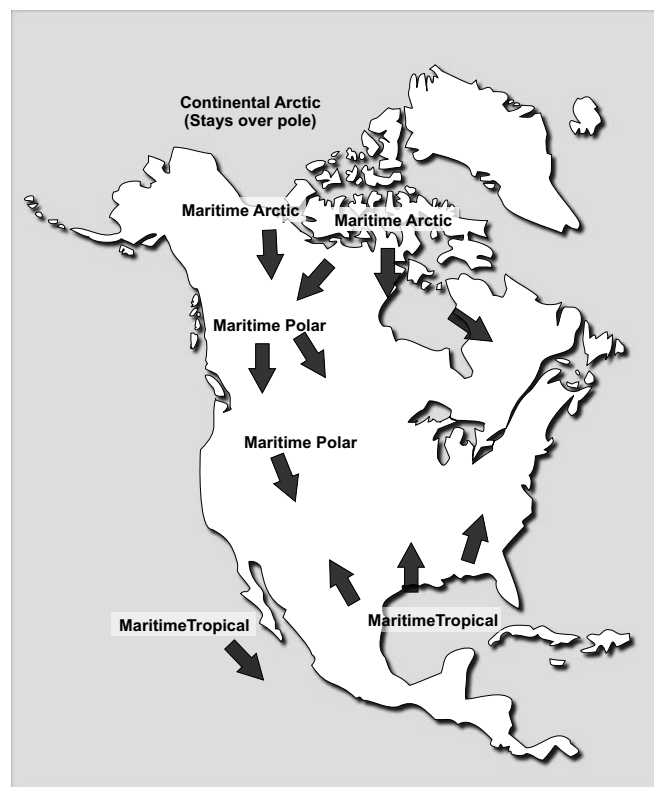 Continental Arctic
(Stays over pole)
Maritime Arctic
Maritime Arctic
Maritime Polar
Maritime Polar
MaritimeTropical
MaritimeTropical